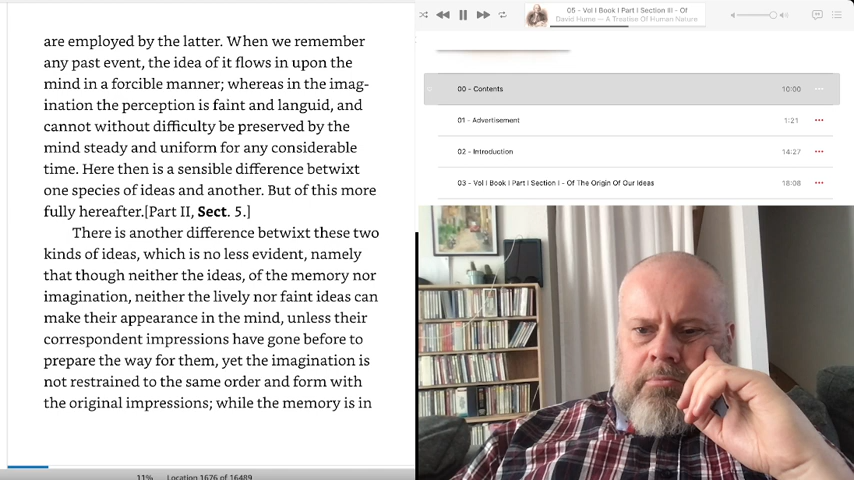 are employed by the latter. When we remember
any past event, the idea of it flows in upon the
mind in a forcible manner; whereas in the imag-
ination the perception is faint and languid, and
cannot without difficulty be preserved by the
mind steady and uniform for any considerable
time. Here then is a sensible difference betwixt
one species of ideas and another. But of this more
fully hereafter.[Part II, Sect. 5.]
There is another difference betwixt these two
kinds of ideas, which is no less evident, namely
that though neither the ideas, of the memory nor
imagination, neither the lively nor faint ideas can
make their appearance in the mind, unless their
correspondent impressions have gone before to
prepare the way for them, yet the imagination is
not restrained to the same order and form with
the original impressions; while the memory is in
11% Location 1676 of 16489
05 - Vol I Book I Part I Section III - Of
David Hume — A Treatise Of Human Nature
00 - Contents 10:00
01 - Advertisement 1:21
02 - Introduction 14:27
03 - Vol I Book I Part I Section I - Of The Origin Of Our Ideas 18:08